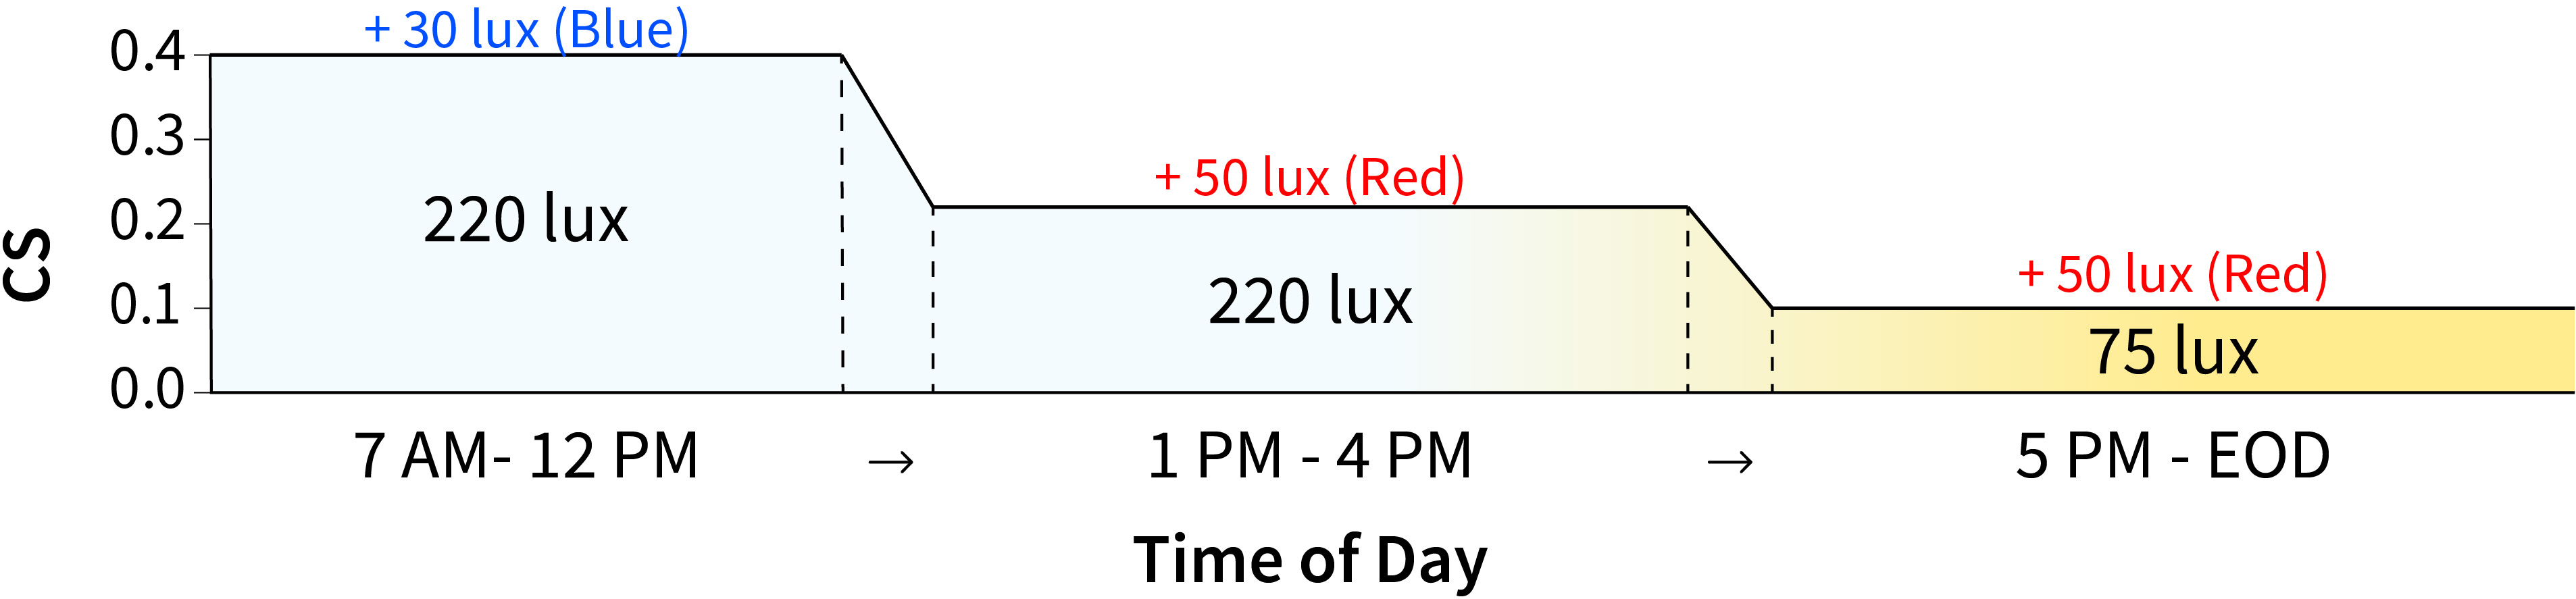 + 30 lux (Blue)
0.4
0.3
0.2
0.1
0.0
CS
220 lux
+ 50 lux (Red)
220 lux
+ 50 lux (Red)
75 lux
7 AM- 12 PM → 1 PM - 4 PM → 5 PM - EOD
Time of Day